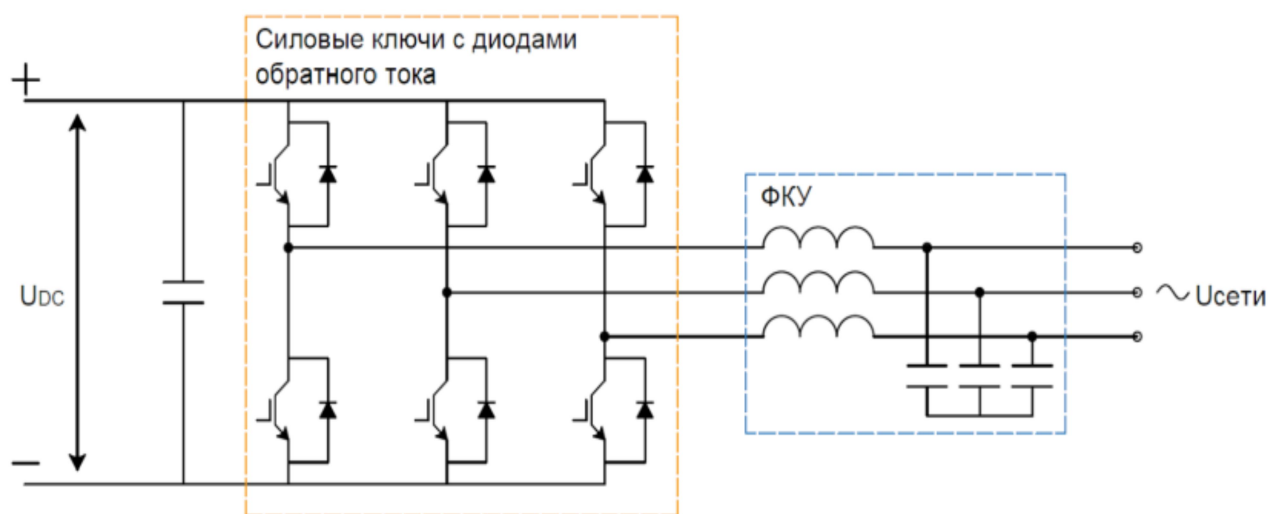 Силовые ключи с диодами
обратного тока
+
ФКУ
UDC
~ Uсети
−